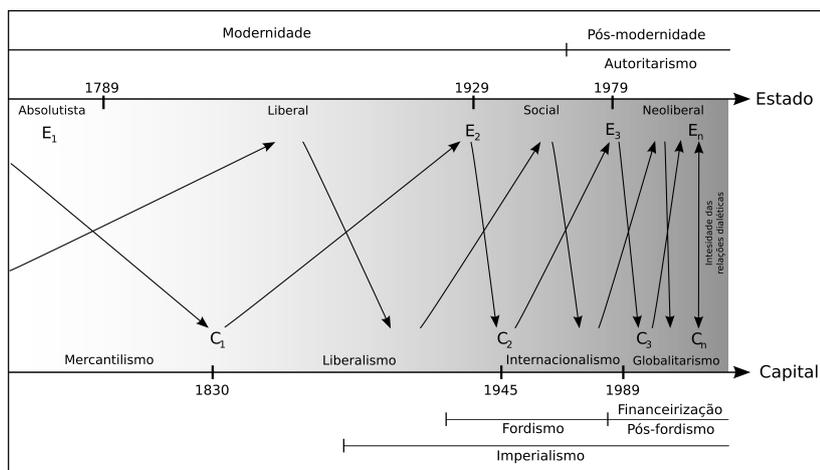 Modernidade
Pós-modernidade
Autoritarismo
1789
1929
1979
Estado
Absolutista
Liberal
Social
Neoliberal
E1
E2
E3
En
Intesidade das
relações dialéticas
C1
C2
C3
Cn
Mercantilismo
Liberalismo
Internacionalismo
Globalitarismo
Capital
1830
1945
1989
Financeirização
Fordismo
Pós-fordismo
Imperialismo